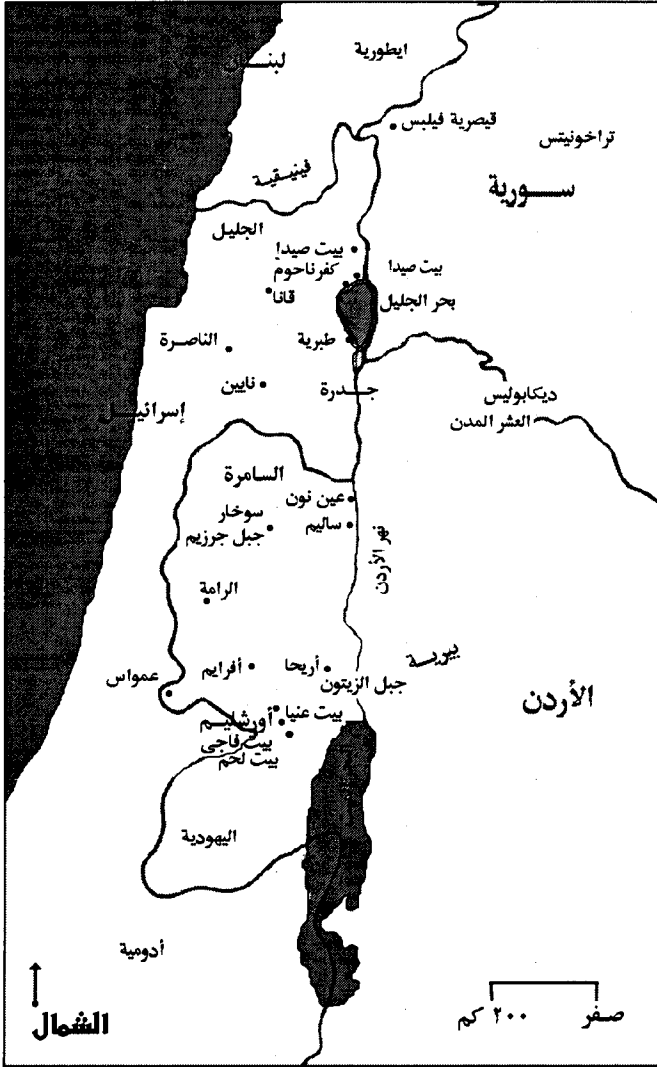 ايطورية
لبنان
قيصرية فيلبس
تراخونيتس
فينيقية
سورية
الجليل
بيت صيدا
كفرناحوم
بيت صيدا
قانا
بحر الجليل
الناصرة
طبرية
نايين
جدرة
ديكابوليس
العشر المدن
إسرائيل
السامرة
عين نون
سوخار
ساليم
جبل جرزيم
نهر الأردن
الرامة
بيرية
أفرايم
أريحا
جبل الزيتون
عمواس
الأردن
بيت عنيا
أورشليم
بيت فاجى
بيت لحم
اليهودية
أدومية
الشمال
صفر ٢٠٠ كم